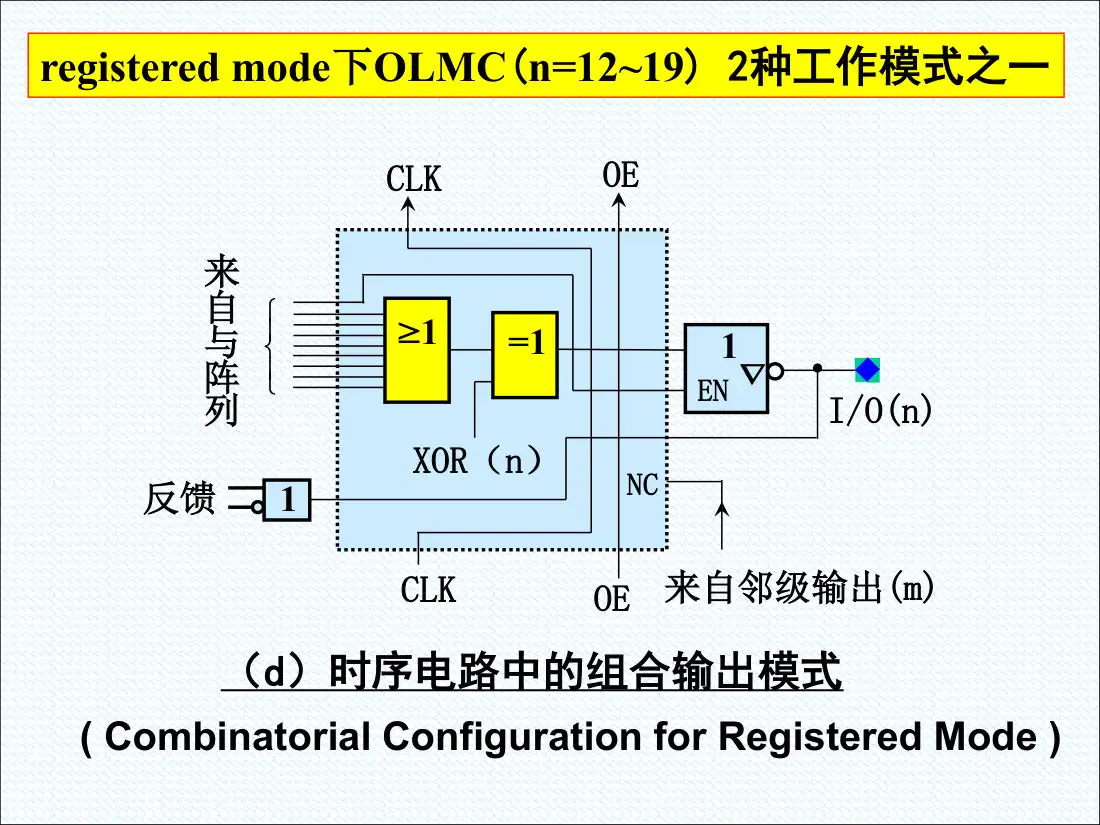 registered mode下OLMC(n=12~19) 2种工作模式之一
CLK
OE
来自与阵列
≥1
=1
1
EN
I/O(n)
XOR（n）
NC
反馈
1
CLK
OE
来自邻级输出(m)
（d）时序电路中的组合输出模式
( Combinatorial Configuration for Registered Mode )